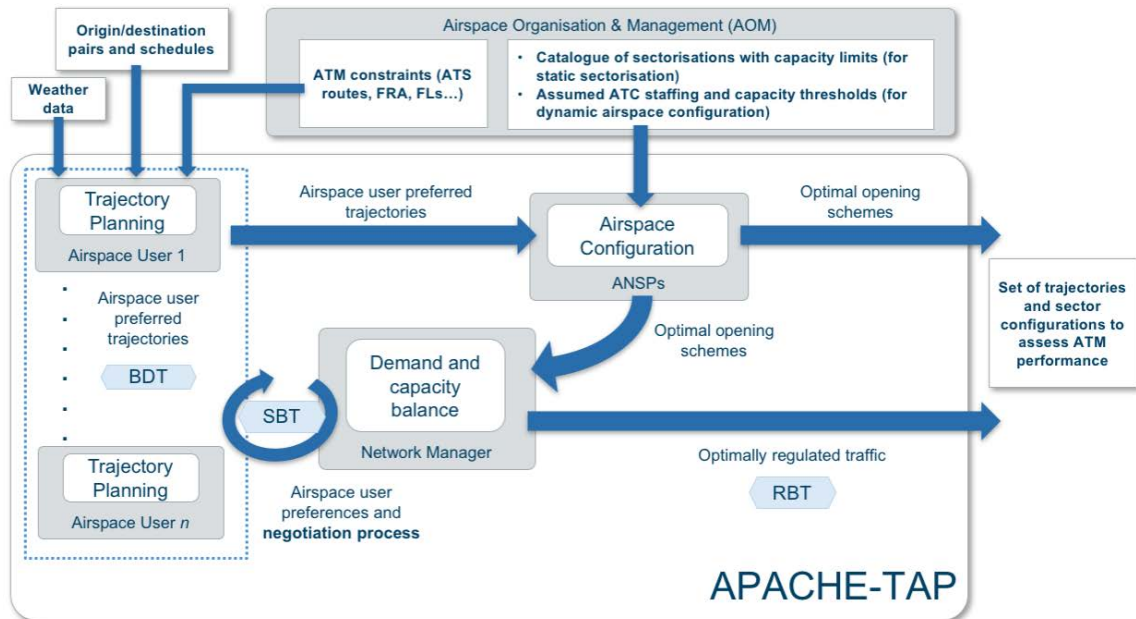 Origin/destination
pairs and schedules
Weather
data
Airspace Organisation & Management (AOM)
ATM constraints (ATS
routes, FRA, FLs...)
• Catalogue of sectorisations with capacity limits (for
static sectorisation)
• Assumed ATC staffing and capacity thresholds (for
dynamic airspace configuration)
Trajectory
Planning
Airspace User 1
Airspace user preferred
trajectories
Airspace
Configuration
ANSPs
Optimal opening
schemes
Airspace user
preferred
trajectories
BDT
Optimal opening
schemes
Set of trajectories
and sector
configurations to
assess ATM
performance
Demand and
capacity
balance
Network Manager
SBT
Trajectory
Planning
Airspace User n
Airspace user
preferences and
negotiation process
Optimally regulated traffic
RBT
APACHE-TAP